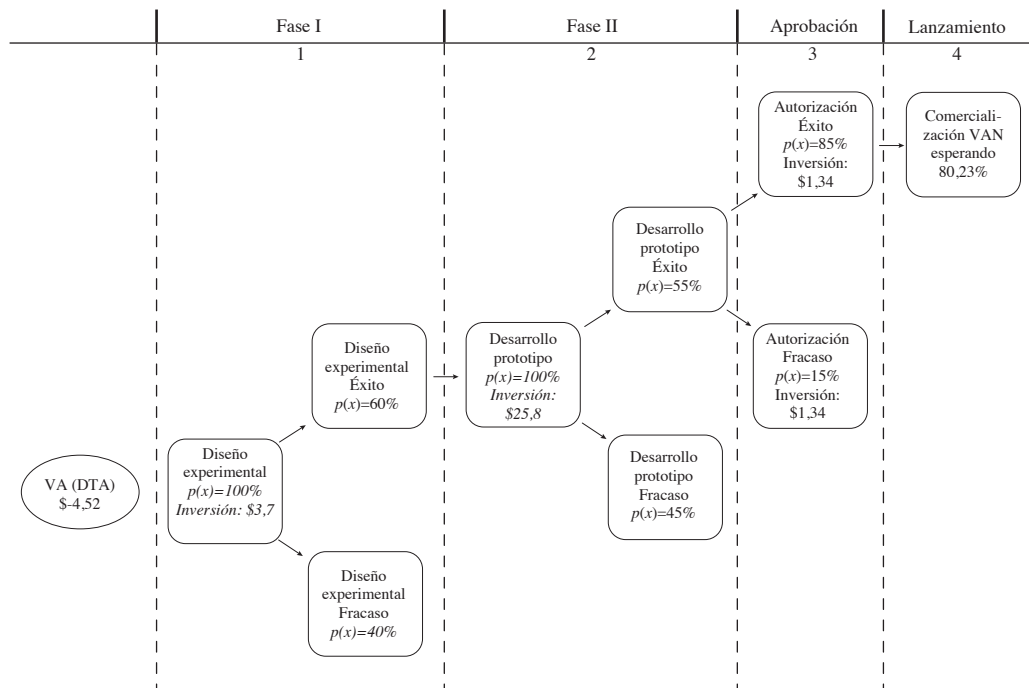 Fase I
Fase II
Aprobación
Lanzamiento
1
2
3
4
Autorización
Éxito
p(x)=85%
Inversión:
$1,34
Comerciali-
zación VAN
esperando
80,23%
Desarrollo
prototipo
Éxito
p(x)=55%
Diseño
experimental
Éxito
p(x)=60%
Desarrollo
prototipo
p(x)=100%
Inversión:
$25,8
Autorización
Fracaso
p(x)=15%
Inversión:
$1,34
VA (DTA)
$-4,52
Diseño
experimental
p(x)=100%
Inversión: $3,7
Desarrollo
prototipo
Fracaso
p(x)=45%
Diseño
experimental
Fracaso
p(x)=40%